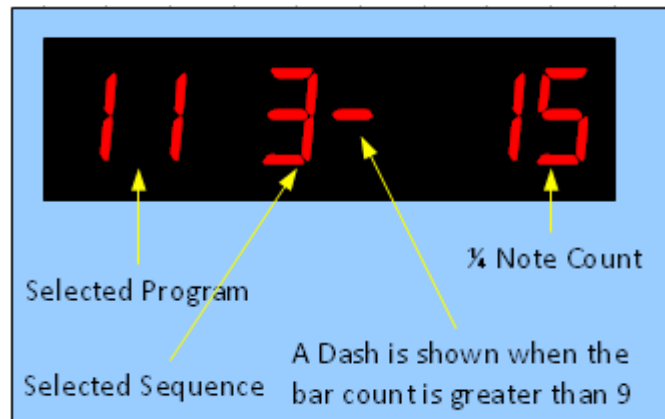 11 3- 15
¼ Note Count
Selected Program
A Dash is shown when the
bar count is greater than 9
Selected Sequence